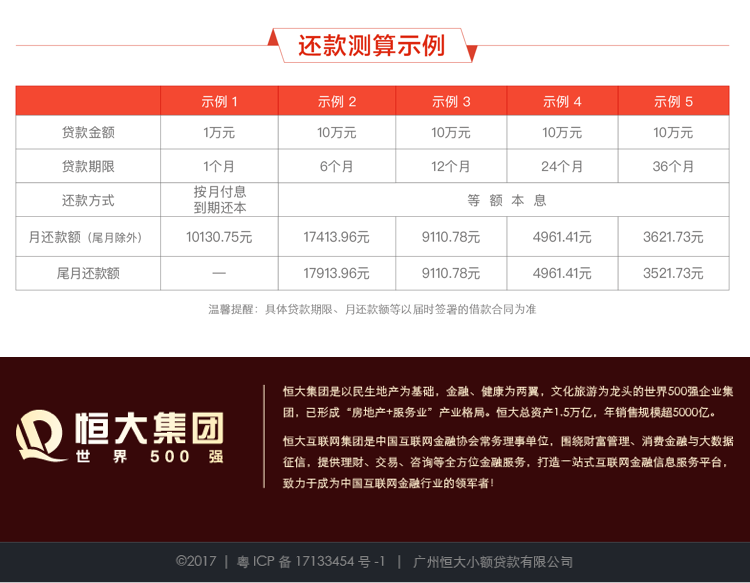 还款测算示例
示例 1 示例 2 示例 3 示例 4 示例 5
贷款金额 1万元 10万元 10万元 10万元 10万元
贷款期限 1个月 6个月 12个月 24个月 36个月
还款方式 按月付息 等 额 本 息
到期还本
月还款额（尾月除外） 10130.75元 17413.96元 9110.78元 4961.41元 3621.73元
尾月还款额 — 17913.96元 9110.78元 4961.41元 3521.73元
温馨提醒：具体贷款期限、月还款额等以届时签署的借款合同为准
恒大集团
世界 500 强
恒大集团是以民生地产为基础，金融、健康为两翼，文化旅游为龙头的世界500强企业集
团，已形成“房地产+服务业”产业格局。恒大总资产1.5万亿，年销售规模超5000亿。
恒大互联网集团是中国互联网金融协会常务理事单位，围绕财富管理、消费金融与大数据
征信，提供理财、交易、咨询等全方位金融服务，打造一站式互联网金融信息服务平台，
致力于成为中国互联网金融行业的领军者！
©2017 | 粤 ICP 备 17133454 号 -1 | 广州恒大小额贷款有限公司